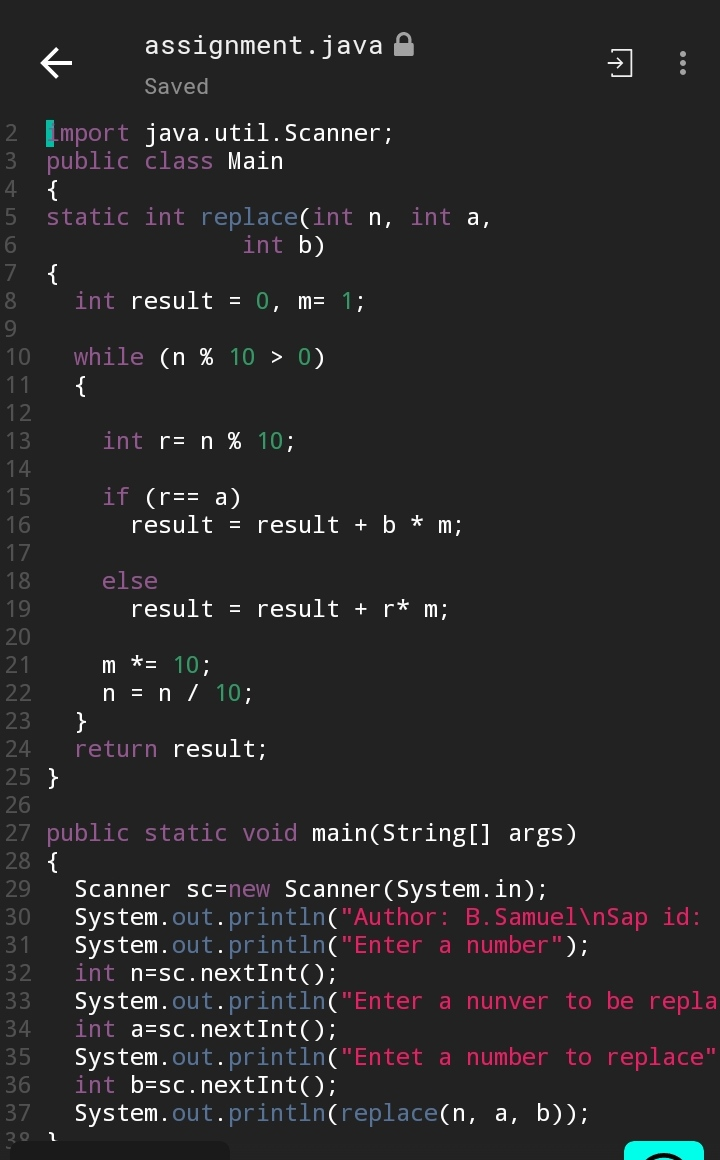 assignment.java
Saved
2 import java.util.Scanner;
3 public class Main
4 {
5 static int replace(int n, int a,
6 int b)
7 {
8 int result = 0, m= 1;
9
10 while (n % 10 > 0)
11 {
12
13 int r= n % 10;
14
15 if (r== a)
16 result = result + b * m;
17
18 else
19 result = result + r* m;
20
21 m *= 10;
22 n = n / 10;
23 }
24 return result;
25 }
26
27 public static void main(String[] args)
28 {
29 Scanner sc=new Scanner(System.in);
30 System.out.println("Author: B.Samuel\nSap id:
31 System.out.println("Enter a number");
32 int n=sc.nextInt();
33 System.out.println("Enter a nunver to be repla
34 int a=sc.nextInt();
35 System.out.println("Entet a number to replace"
36 int b=sc.nextInt();
37 System.out.println(replace(n, a, b));
38 }